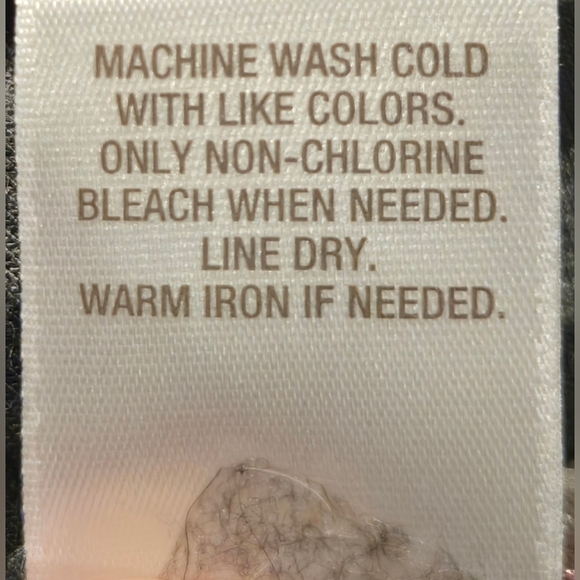 MACHINE WASH COLD
WITH LIKE COLORS.
ONLY NON-CHLORINE
BLEACH WHEN NEEDED.
LINE DRY.
WARM IRON IF NEEDED.